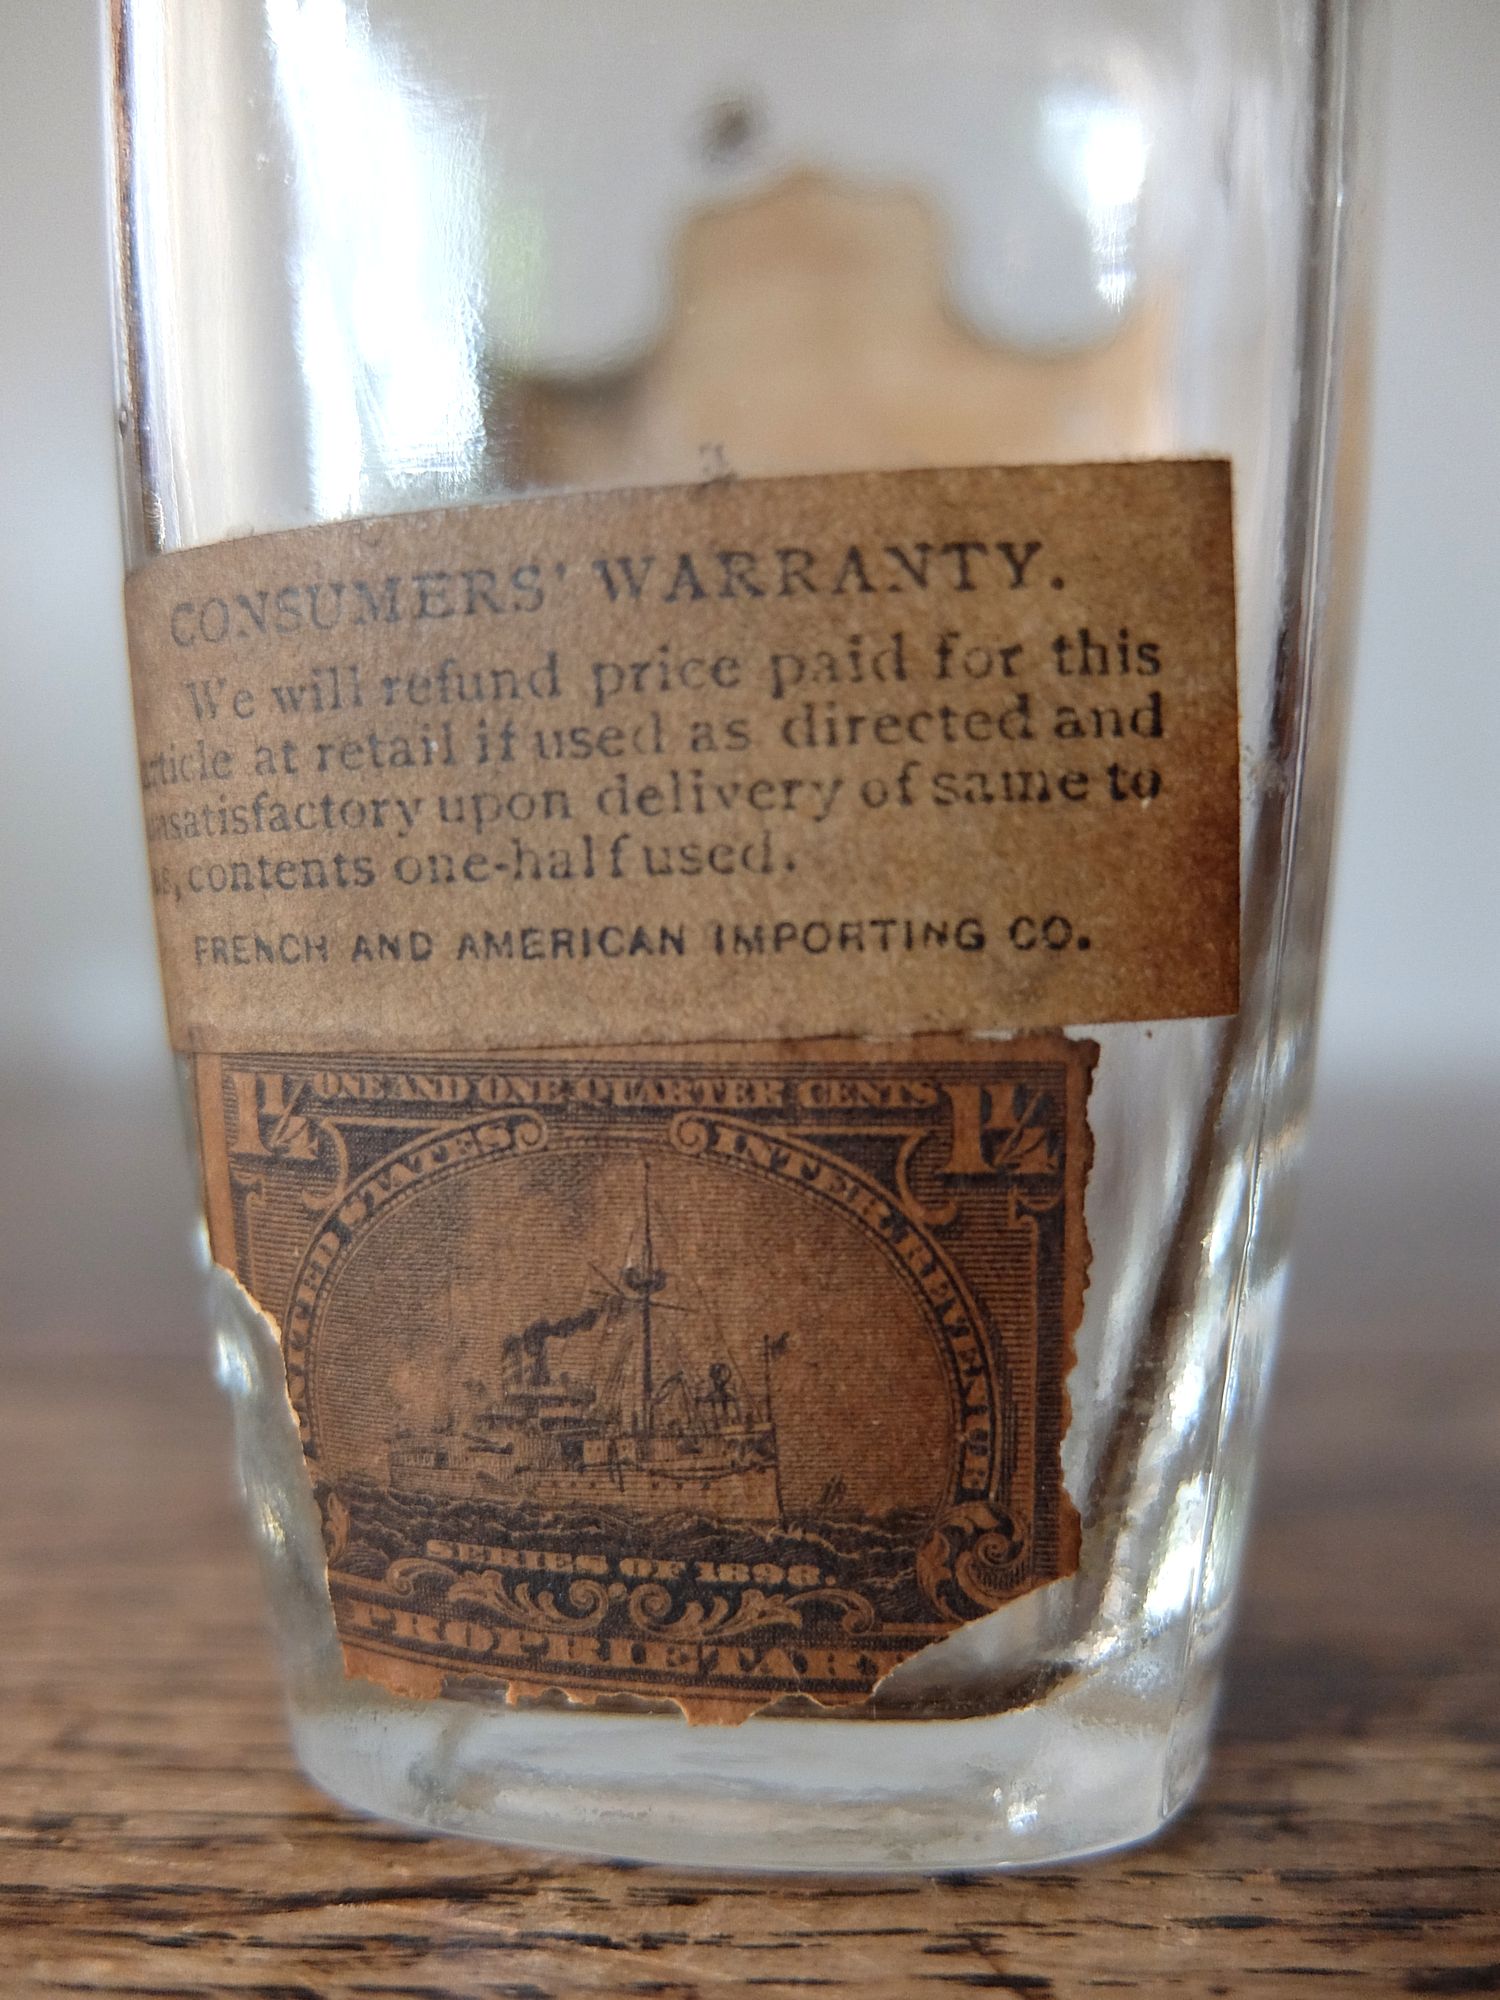 CONSUMERS' WARRANTY.
We will refund price paid for this
article at retail if used as directed and
unsatisfactory upon delivery of same to
us, contents one-half used.
FRENCH AND AMERICAN IMPORTING CO.
1¼ ONE AND ONE QUARTER CENTS 1¼
UNITED STATES INTER. REVENUE
SERIES OF 1898.
PROPRIETARY